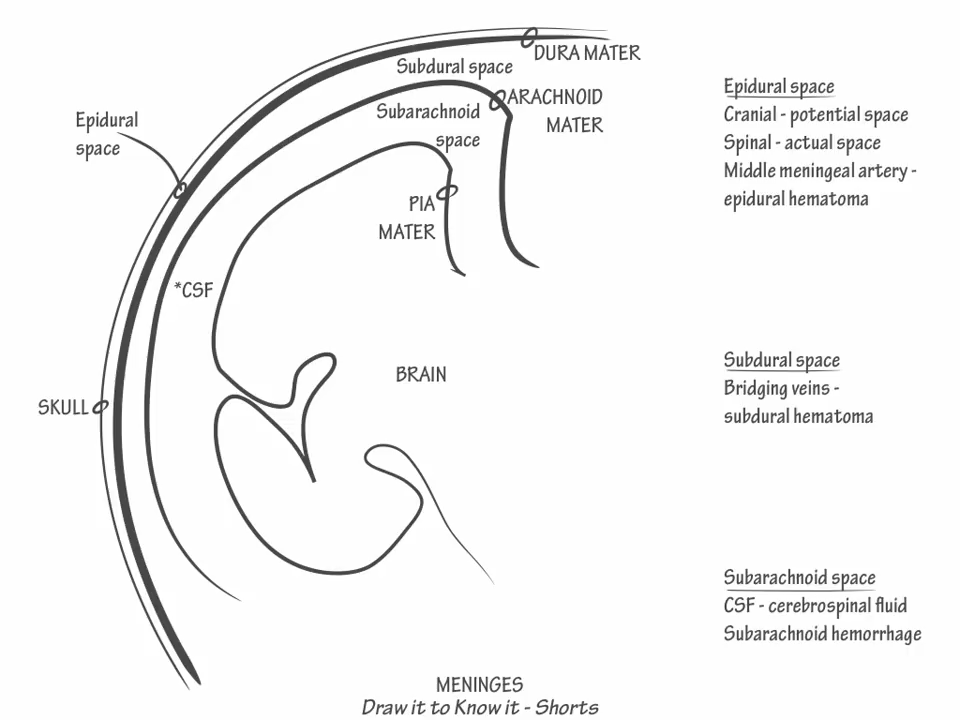 DURA MATER
Subdural space
ARACHNOID
MATER
Subarachnoid
space
Epidural
space
PIA
MATER
*CSF
BRAIN
SKULL
Epidural space
Cranial - potential space
Spinal - actual space
Middle meningeal artery -
epidural hematoma
Subdural space
Bridging veins -
subdural hematoma
Subarachnoid space
CSF - cerebrospinal fluid
Subarachnoid hemorrhage
MENINGES
Draw it to Know it - Shorts